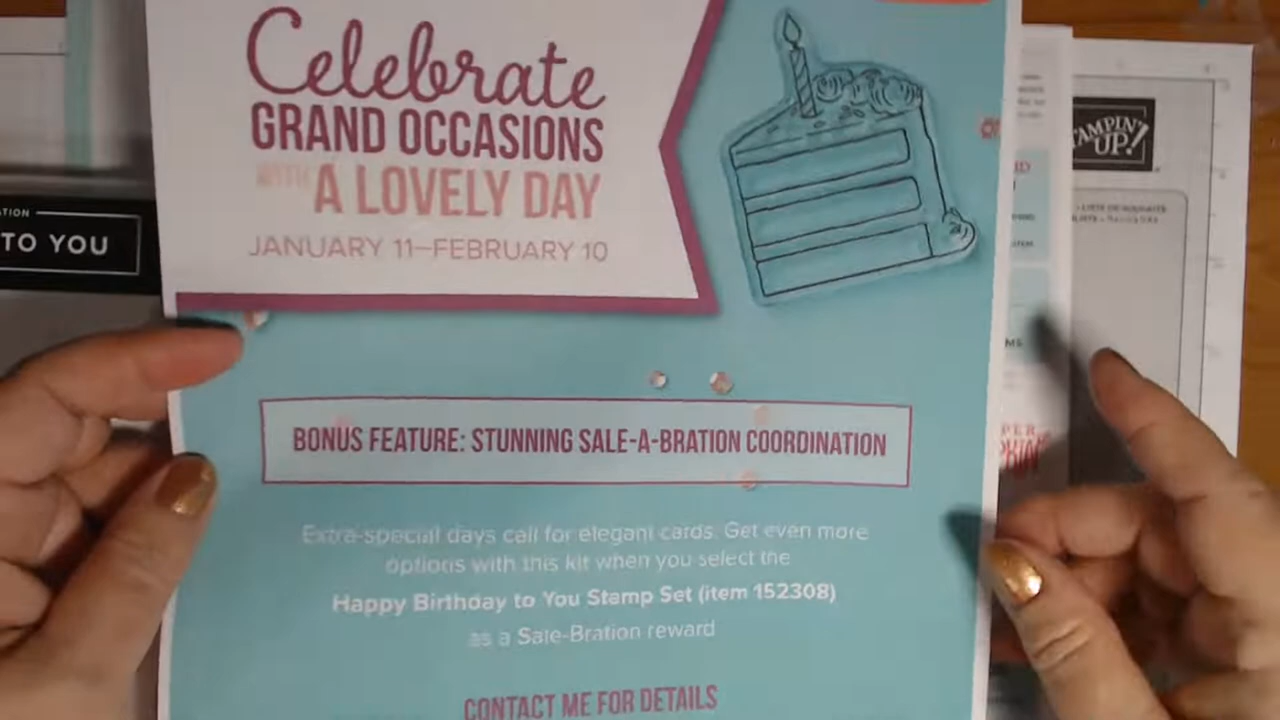 Celebrate
GRAND OCCASIONS
WITH A LOVELY DAY
JANUARY 11–FEBRUARY 10
STAMPIN' UP!
TO YOU
BONUS FEATURE: STUNNING SALE-A-BRATION COORDINATION
Extra-special days call for elegant cards. Get even more
options with this kit when you select the
Happy Birthday to You Stamp Set (item 152308)
as a Sale-Bration reward
CONTACT ME FOR DETAILS